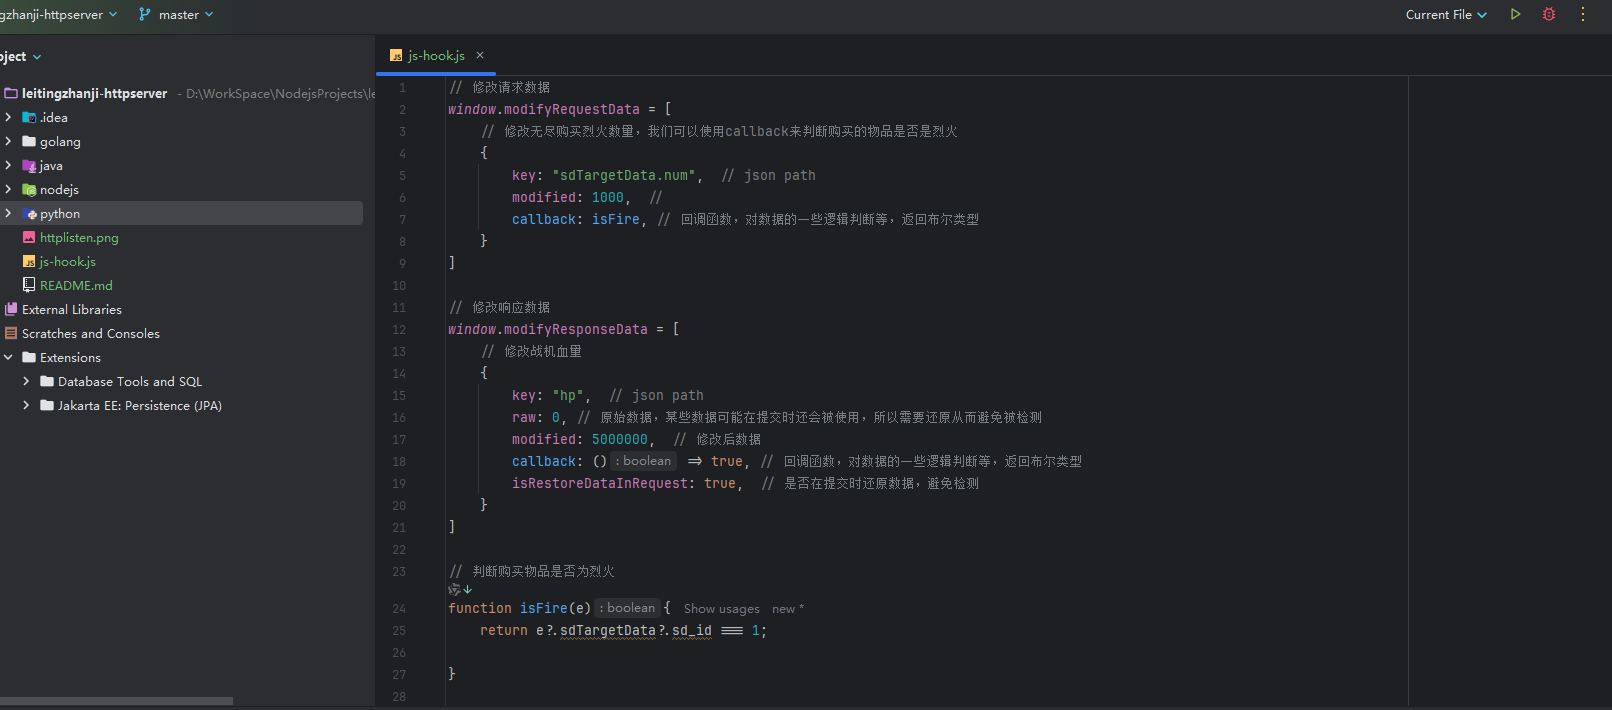 gzhanji-httpserver
master
Current File
oject
leitingzhanji-httpserver - D:\WorkSpace\NodejsProjects\le
.idea
golang
java
nodejs
python
httplisten.png
js-hook.js
README.md
External Libraries
Scratches and Consoles
Extensions
Database Tools and SQL
Jakarta EE: Persistence (JPA)
js-hook.js
1 // 修改请求数据
2 window.modifyRequestData = [
3 // 修改无尽购买烈火数量，我们可以使用callback来判断购买的物品是否是烈火
4 {
5 key: "sdTargetData.num", // json path
6 modified: 1000, //
7 callback: isFire, // 回调函数，对数据的一些逻辑判断等，返回布尔类型
8 }
9 ]
10
11 // 修改响应数据
12 window.modifyResponseData = [
13 // 修改战机血量
14 {
15 key: "hp", // json path
16 raw: 0, // 原始数据，某些数据可能在提交时还会被使用，所以需要还原从而避免被检测
17 modified: 5000000, // 修改后数据
18 callback: () : boolean => true, // 回调函数，对数据的一些逻辑判断等，返回布尔类型
19 isRestoreDataInRequest: true, // 是否在提交时还原数据，避免检测
20 }
21 ]
22
23 // 判断购买物品是否为烈火
24 function isFire(e) : boolean { Show usages new *
25 return e?.sdTargetData?.sd_id === 1;
26
27 }
28